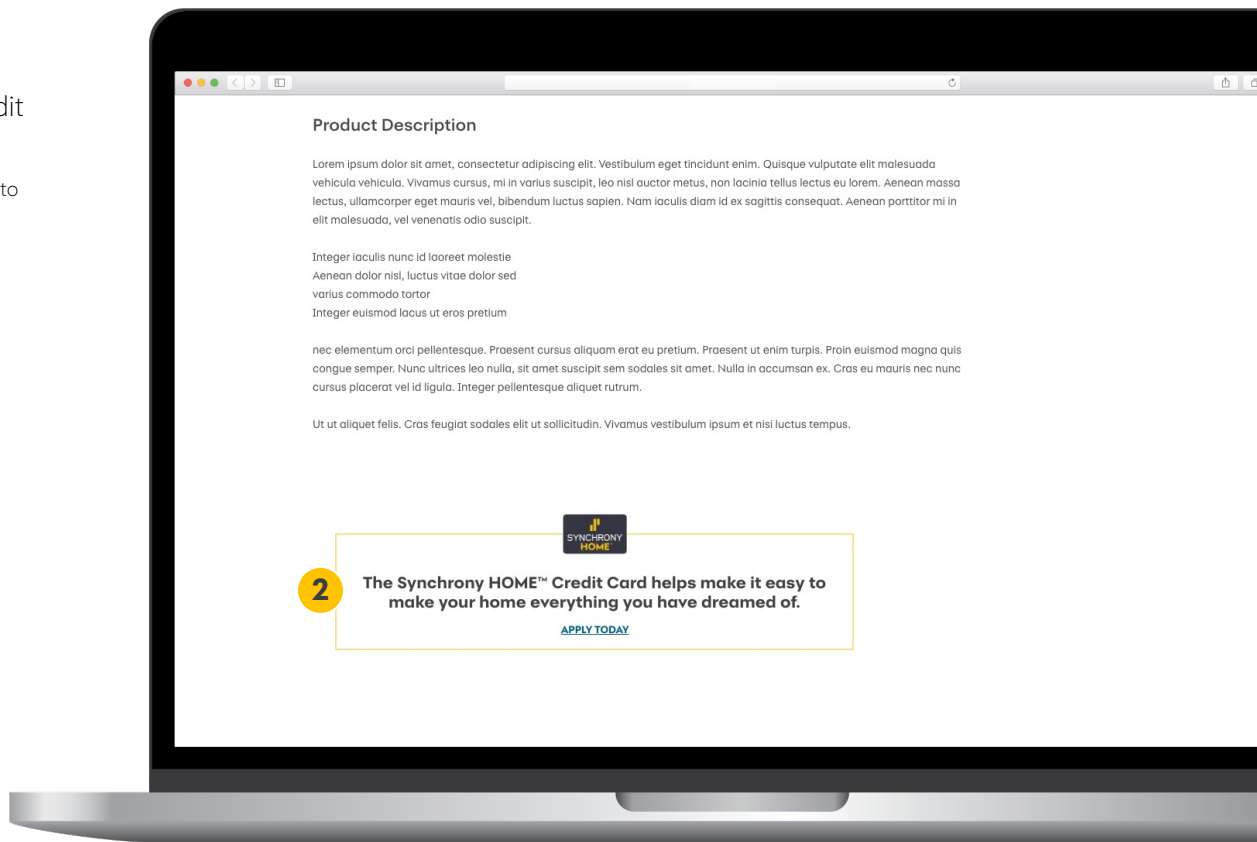 dit
to
Product Description
Lorem ipsum dolor sit amet, consectetur adipiscing elit. Vestibulum eget tincidunt enim. Quisque vulputate elit malesuada
vehicula vehicula. Vivamus cursus, mi in varius suscipit, leo nisl auctor metus, non lacinia tellus lectus eu lorem. Aenean massa
lectus, ullamcorper eget mauris vel, bibendum luctus sapien. Nam iaculis diam id ex sagittis consequat. Aenean porttitor mi in
elit malesuada, vel venenatis odio suscipit.
Integer iaculis nunc id laoreet molestie
Aenean dolor nisl, luctus vitae dolor sed
varius commodo tortor
Integer euismod lacus ut eros pretium
nec elementum orci pellentesque. Praesent cursus aliquam erat eu pretium. Praesent ut enim turpis. Proin euismod magna quis
congue semper. Nunc ultrices leo nulla, sit amet suscipit sem sodales sit amet. Nulla in accumsan ex. Cras eu mauris nec nunc
cursus placerat vel id ligula. Integer pellentesque aliquet rutrum.
Ut ut aliquet felis. Cras feugiat sodales elit ut sollicitudin. Vivamus vestibulum ipsum et nisi luctus tempus.
SYNCHRONY
HOME™
2
The Synchrony HOME™ Credit Card helps make it easy to
make your home everything you have dreamed of.
APPLY TODAY